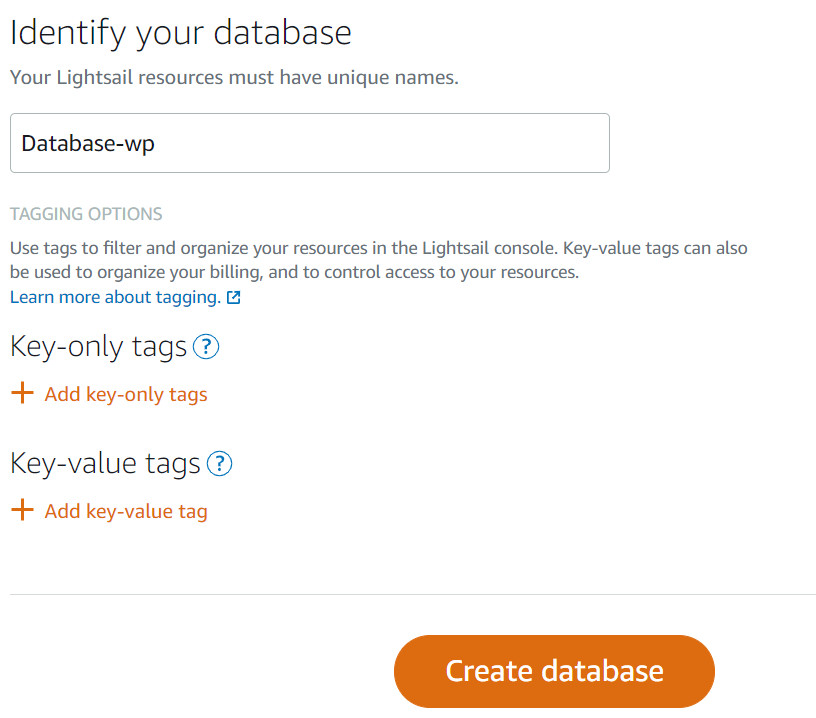 Identify your database
Your Lightsail resources must have unique names.
Database-wp
TAGGING OPTIONS
Use tags to filter and organize your resources in the Lightsail console. Key-value tags can also
be used to organize your billing, and to control access to your resources.
Learn more about tagging.
Key-only tags ?
+ Add key-only tags
Key-value tags ?
+ Add key-value tag
Create database